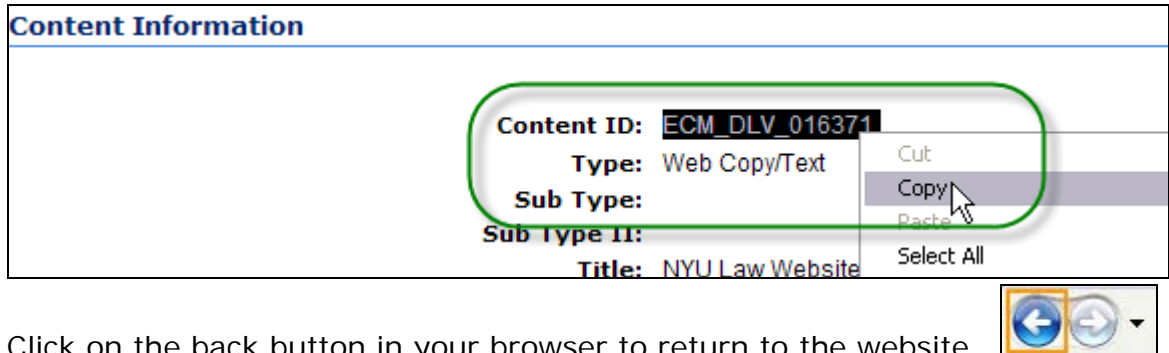 Content Information
Content ID: ECM_DLV_016371
Cut
Type: Web Copy/Text
Copy
Sub Type:
Paste
Sub Type II:
Select All
Title: NYU Law Website
Click on the back button in your browser to return to the website